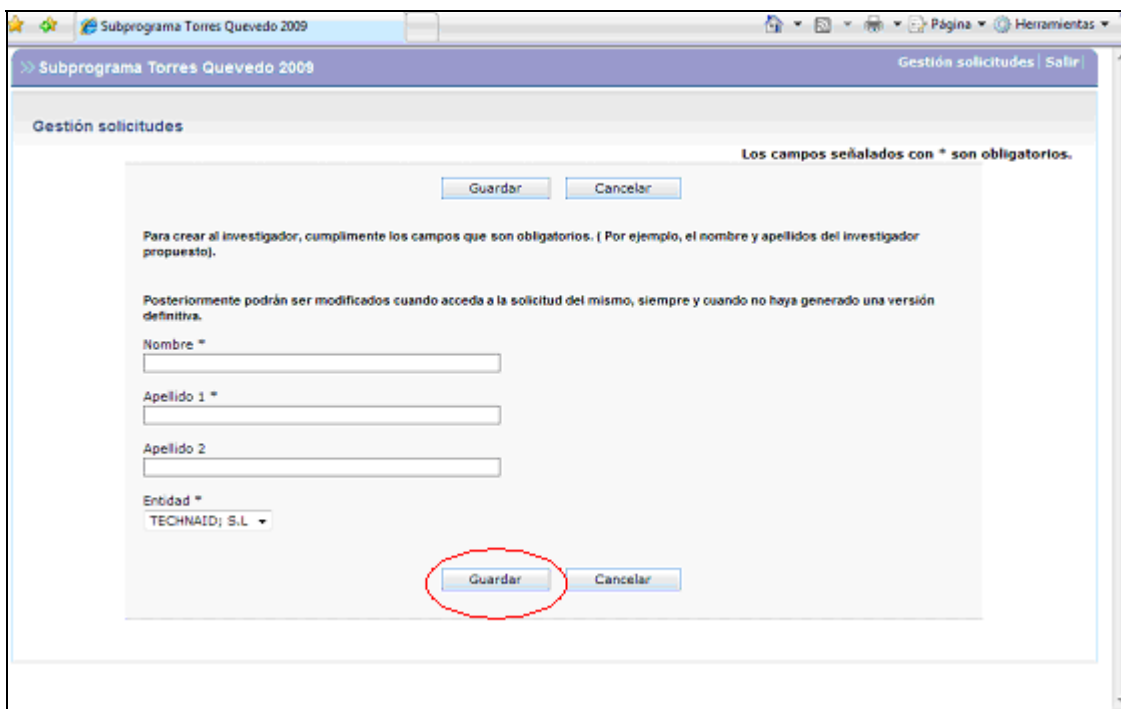 Subprograma Torres Quevedo 2009
Página
Herramientas
>> Subprograma Torres Quevedo 2009
Gestión solicitudes | Salir |
Gestión solicitudes
Los campos señalados con * son obligatorios.
Guardar Cancelar
Para crear al investigador, cumplimente los campos que son obligatorios. ( Por ejemplo, el nombre y apellidos del investigador
propuesto).
Posteriormente podrán ser modificados cuando acceda a la solicitud del mismo, siempre y cuando no haya generado una versión
definitiva.
Nombre *
Apellido 1 *
Apellido 2
Entidad *
TECHNAID; S.L
Guardar Cancelar